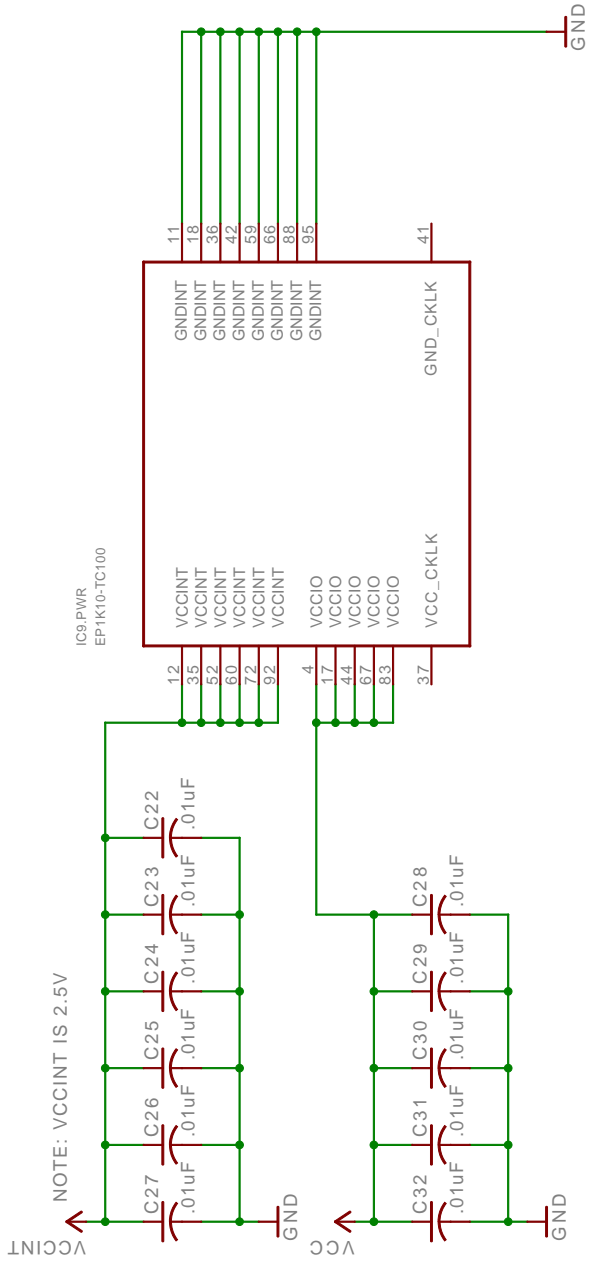 VCCINT
NOTE: VCCINT IS 2.5V
C27
.01uF
C26
.01uF
C25
.01uF
C24
.01uF
C23
.01uF
C22
.01uF
GND
VCC
C32
.01uF
C31
.01uF
C30
.01uF
C29
.01uF
C28
.01uF
GND
IC9.PWR
EP1K10-TC100
12 VCCINT
35 VCCINT
52 VCCINT
60 VCCINT
72 VCCINT
92 VCCINT
4 VCCIO
17 VCCIO
44 VCCIO
67 VCCIO
83 VCCIO
37 VCC_CKLK
GNDINT 11
GNDINT 18
GNDINT 36
GNDINT 42
GNDINT 59
GNDINT 66
GNDINT 88
GNDINT 95
GND_CKLK 41
GND